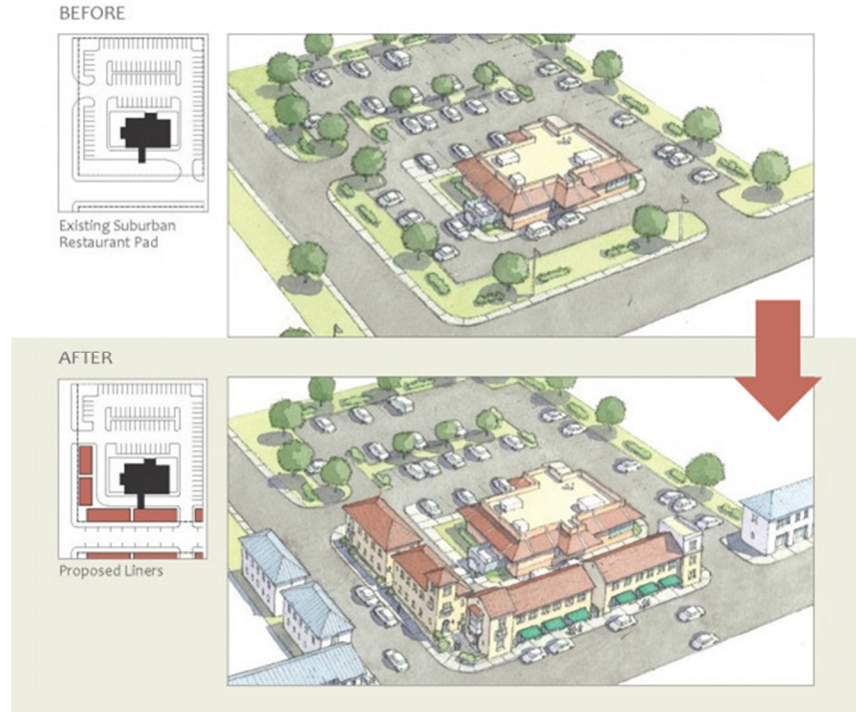 BEFORE
Existing Suburban
Restaurant Pad
AFTER
Proposed Liners